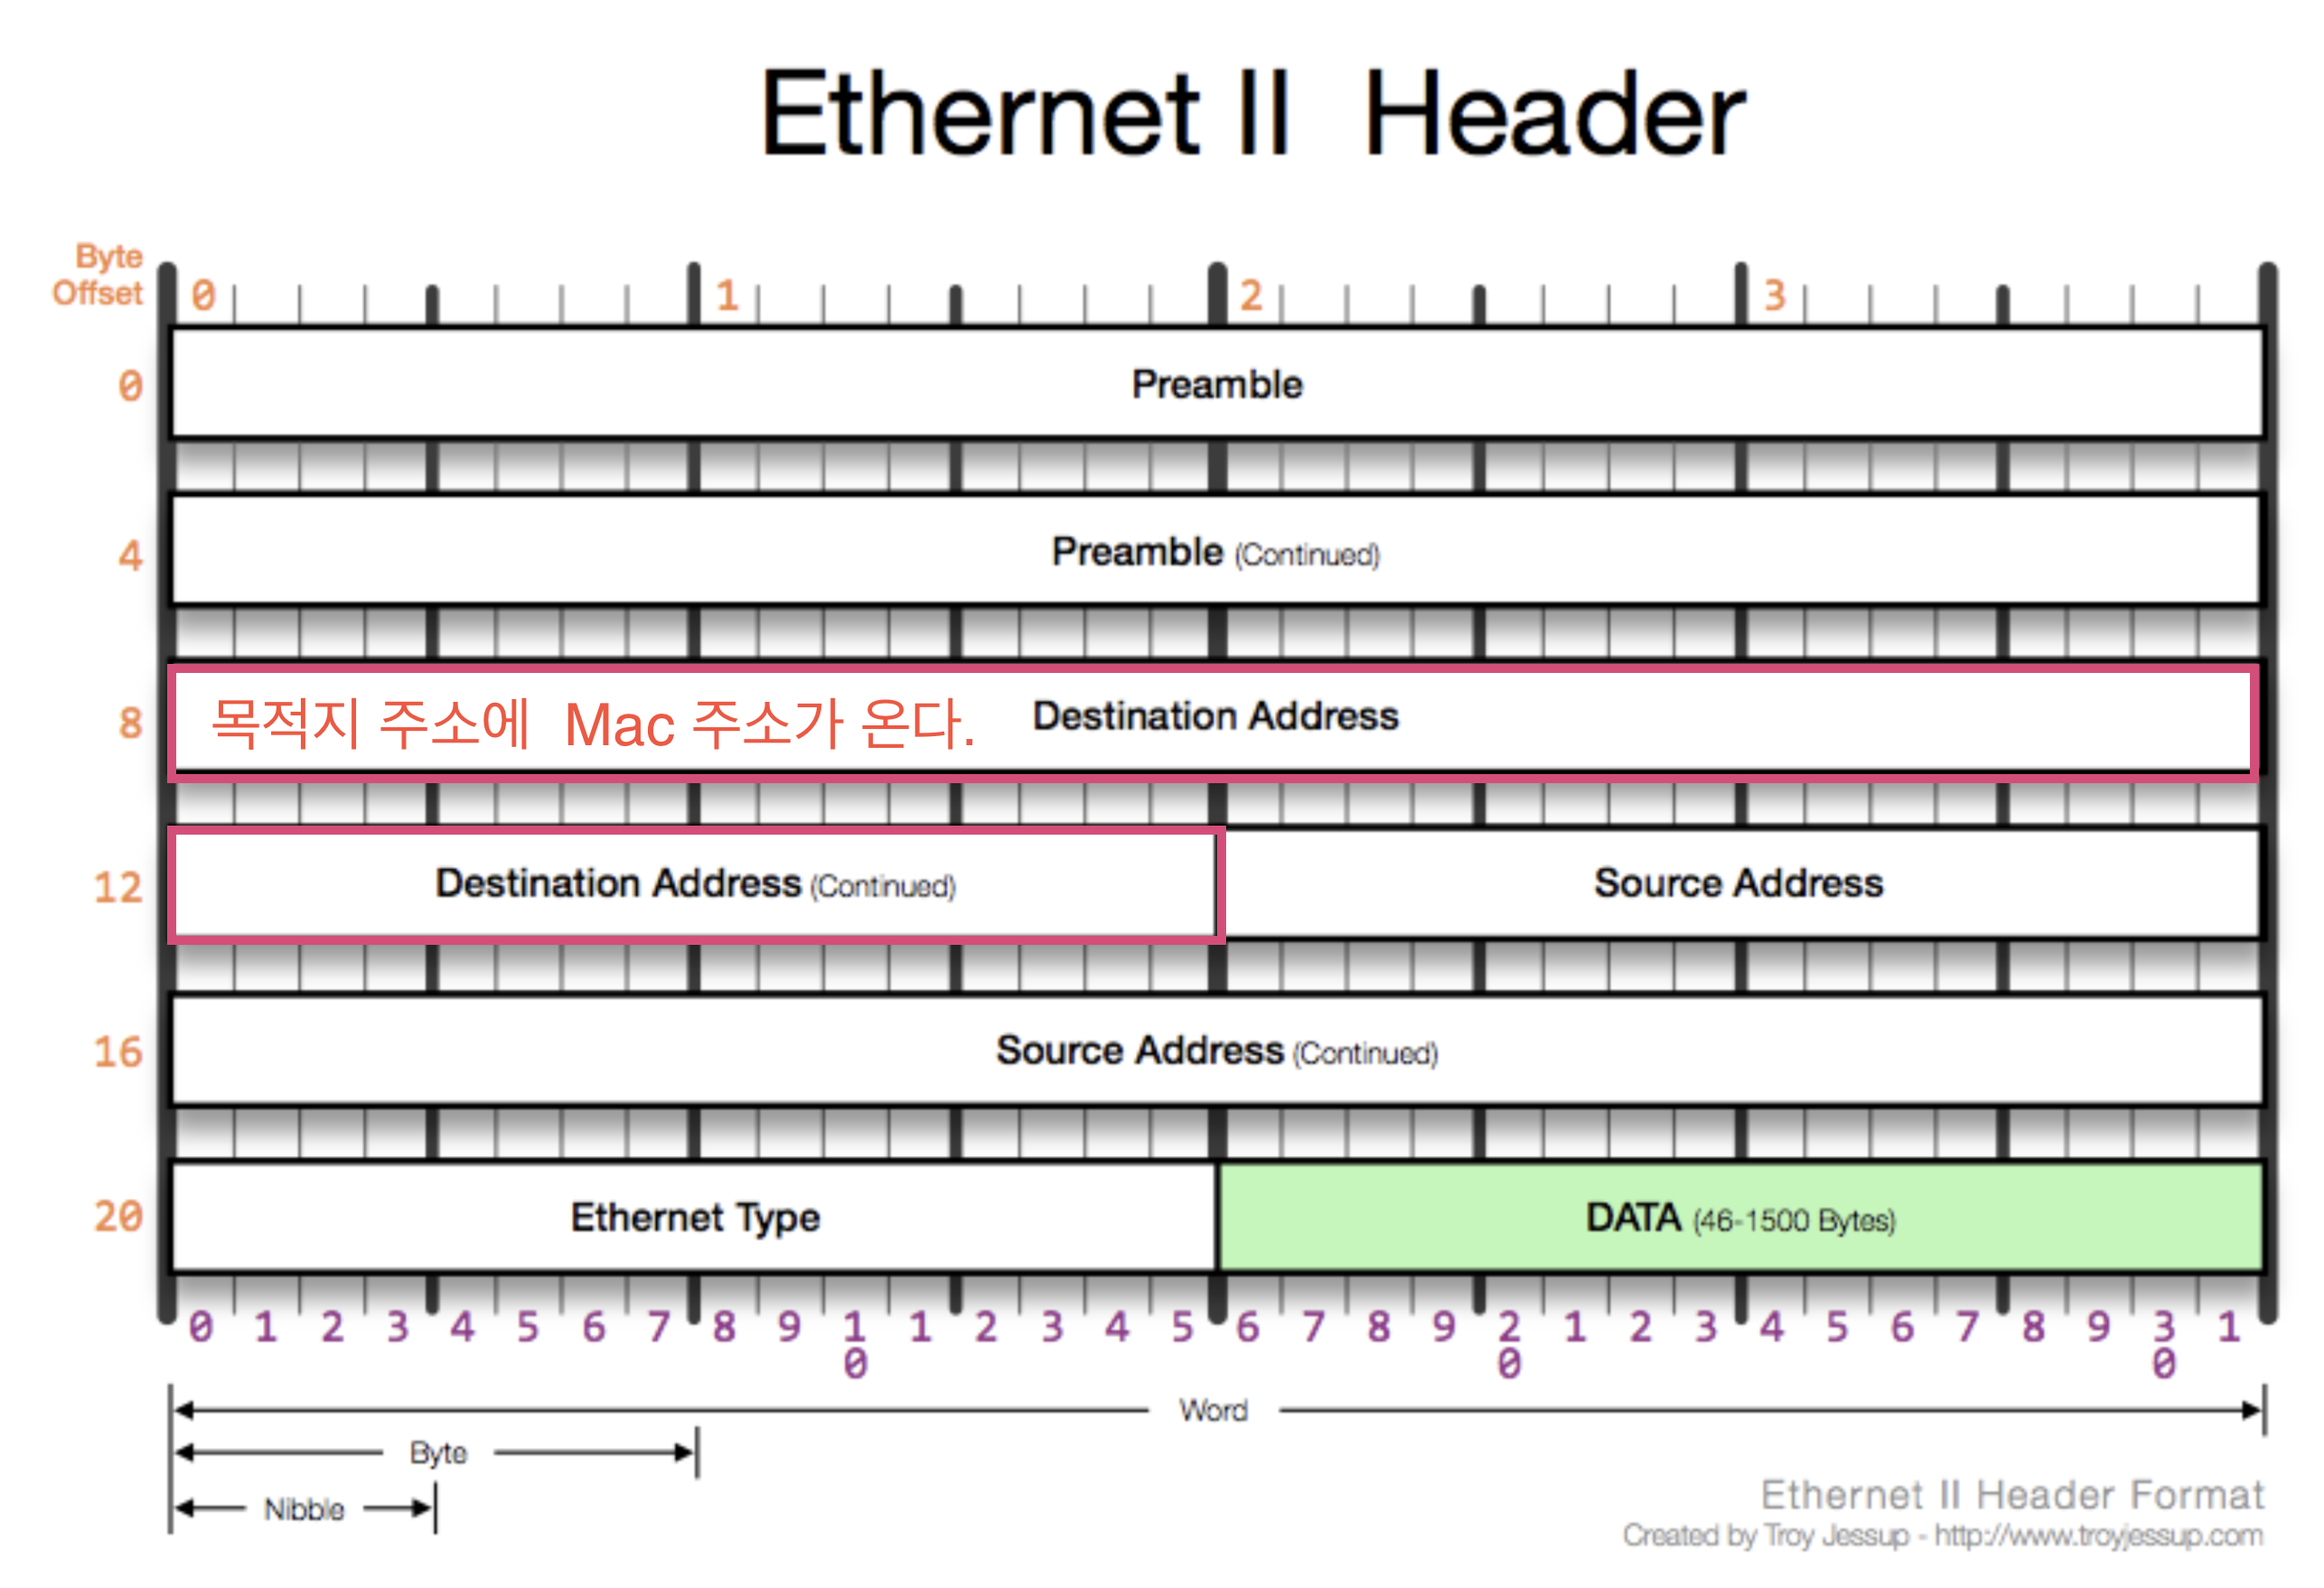 Ethernet II Header
Byte
Offset
0 1 2 3
0 Preamble
4 Preamble (Continued)
8 목적지 주소에 Mac 주소가 온다. Destination Address
12 Destination Address (Continued) Source Address
16 Source Address (Continued)
20 Ethernet Type DATA (46-1500 Bytes)
0 1 2 3 4 5 6 7 8 9 10 1 2 3 4 5 6 7 8 9 20 1 2 3 4 5 6 7 8 9 30 1
Word
Byte
Nibble
Ethernet II Header Format
Created by Troy Jessup - http://www.troyjessup.com